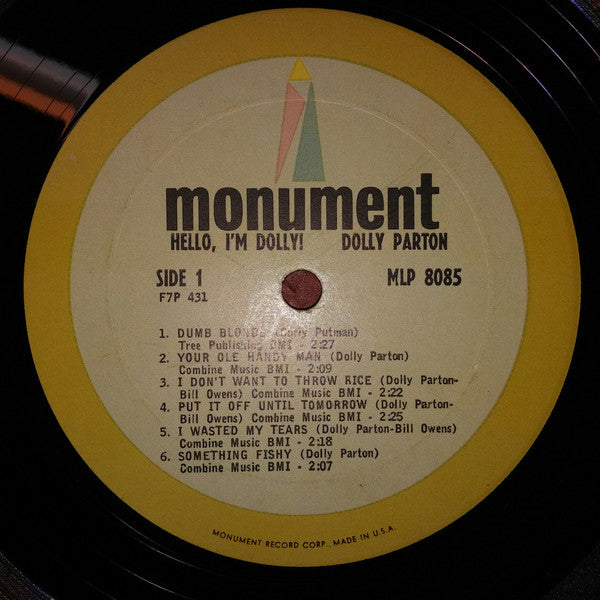 monument
HELLO, I'M DOLLY! DOLLY PARTON
SIDE 1 MLP 8085
F7P 431
1. DUMB BLONDE (Curly Putman)
Tree Publishing BMI - 2:27
2. YOUR OLE HANDY MAN (Dolly Parton)
Combine Music BMI - 2:09
3. I DON'T WANT TO THROW RICE (Dolly Parton-
Bill Owens) Combine Music BMI - 2:22
4. PUT IT OFF UNTIL TOMORROW (Dolly Parton-
Bill Owens) Combine Music BMI - 2:25
5. I WASTED MY TEARS (Dolly Parton-Bill Owens)
Combine Music BMI - 2:18
6. SOMETHING FISHY (Dolly Parton)
Combine Music BMI - 2:07
MONUMENT RECORD CORP., MADE IN U.S.A.